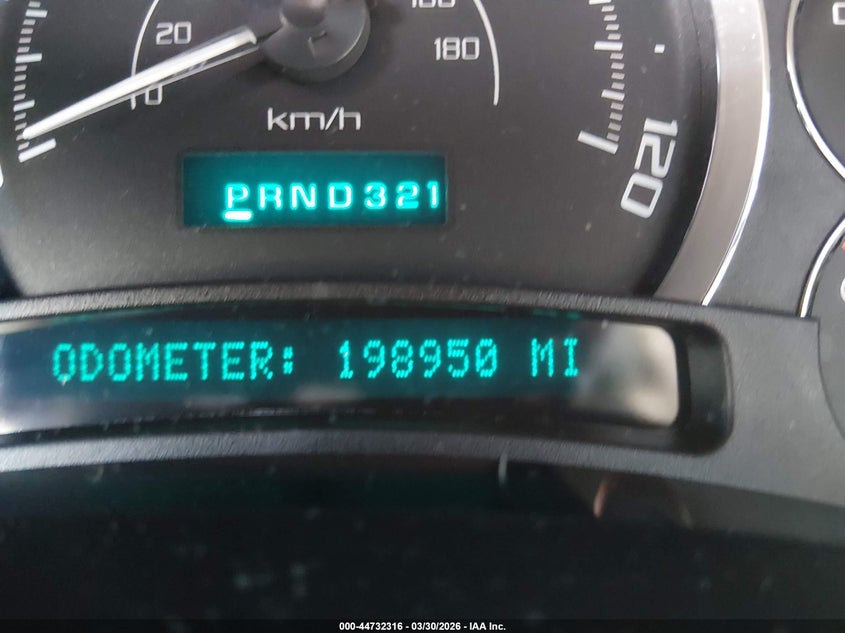 20
180
0
km/h
120
PRND321
ODOMETER: 198950 MI
000-44732316 - 03/30/2026 - IAA Inc.